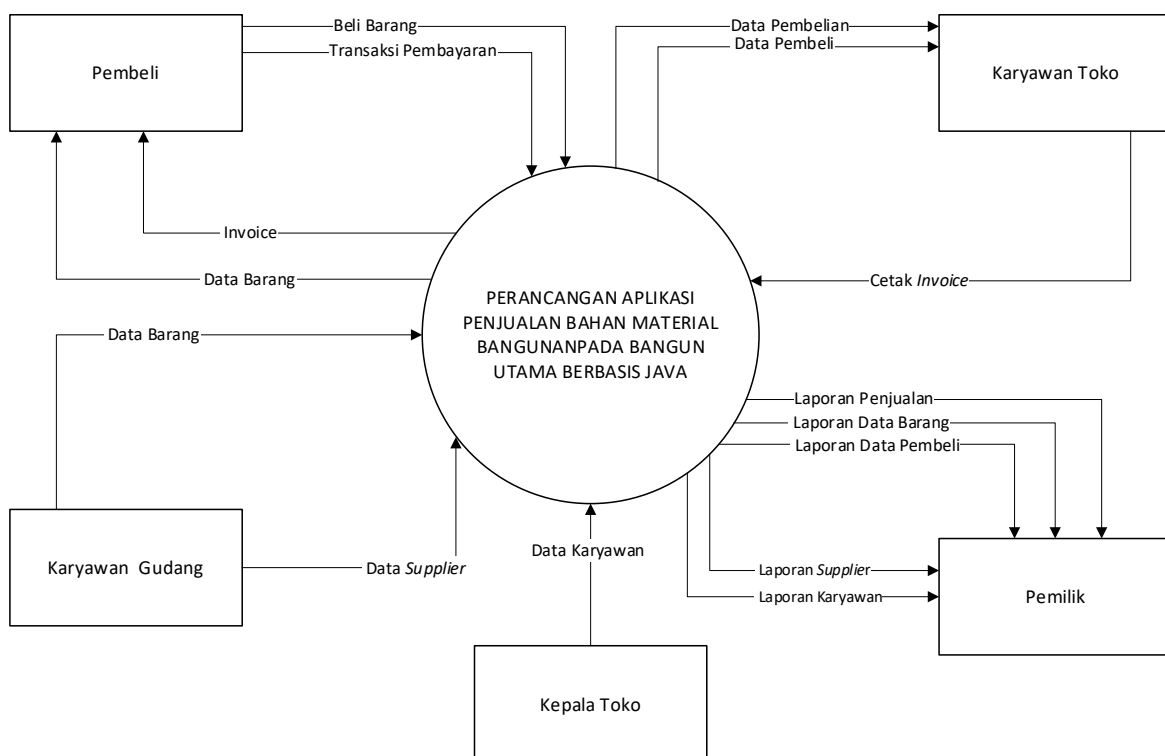 Beli Barang
Transaksi Pembayaran
Pembeli
Data Pembelian
Data Pembeli
Karyawan Toko
Invoice
Data Barang
Cetak Invoice
PERANCANGAN APLIKASI
PENJUALAN BAHAN MATERIAL
BANGUNANPADA BANGUN
UTAMA BERBASIS JAVA
Data Barang
Laporan Penjualan
Laporan Data Barang
Laporan Data Pembeli
Karyawan Gudang
Data Supplier
Data Karyawan
Laporan Supplier
Laporan Karyawan
Pemilik
Kepala Toko